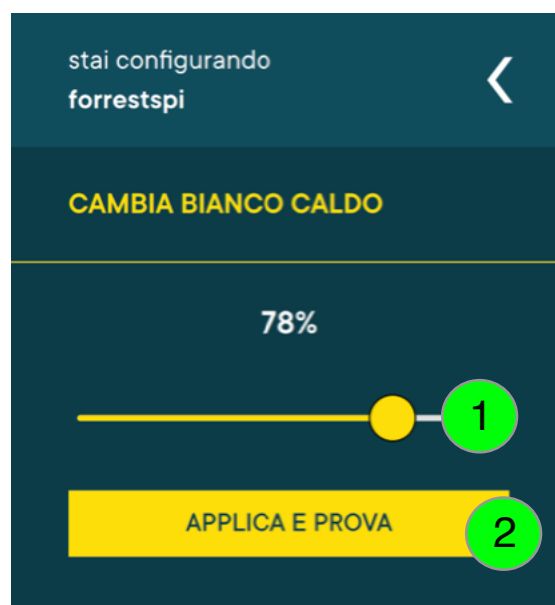 stai configurando
forrestspi
CAMBIA BIANCO CALDO
78%
1
APPLICA E PROVA
2